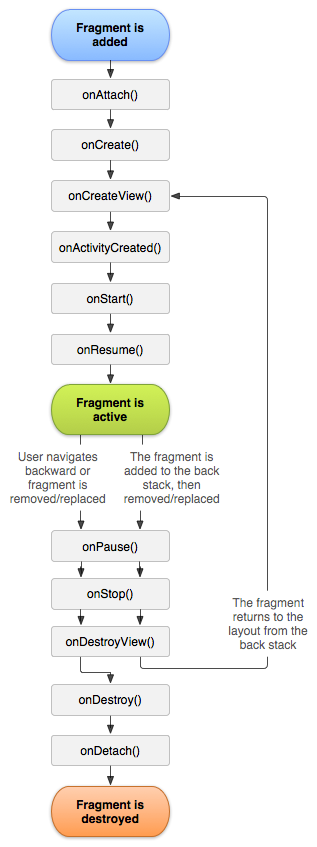 Fragment is
added
onAttach()
onCreate()
onCreateView()
onActivityCreated()
onStart()
onResume()
Fragment is
active
User navigates
backward or
fragment is
removed/replaced
The fragment is
added to the back
stack, then
removed/replaced
onPause()
onStop()
The fragment
returns to the
layout from the
back stack
onDestroyView()
onDestroy()
onDetach()
Fragment is
destroyed